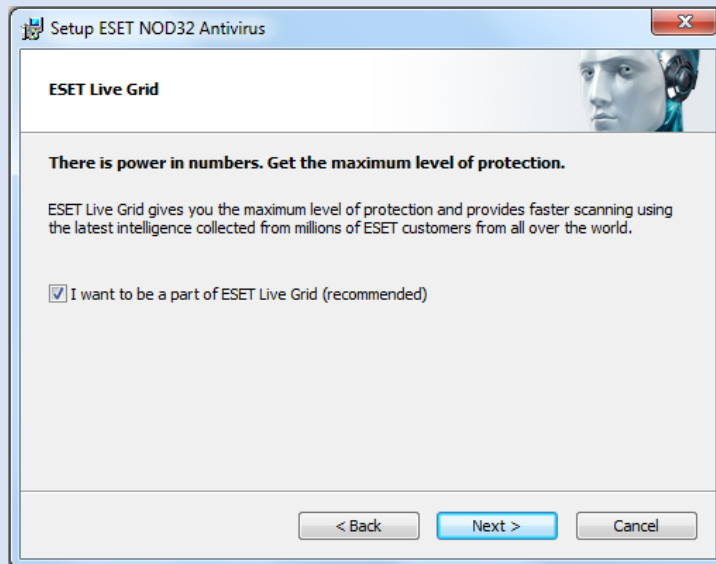 Setup ESET NOD32 Antivirus
ESET Live Grid
There is power in numbers. Get the maximum level of protection.
ESET Live Grid gives you the maximum level of protection and provides faster scanning using
the latest intelligence collected from millions of ESET customers from all over the world.
I want to be a part of ESET Live Grid (recommended)
< Back
Next >
Cancel